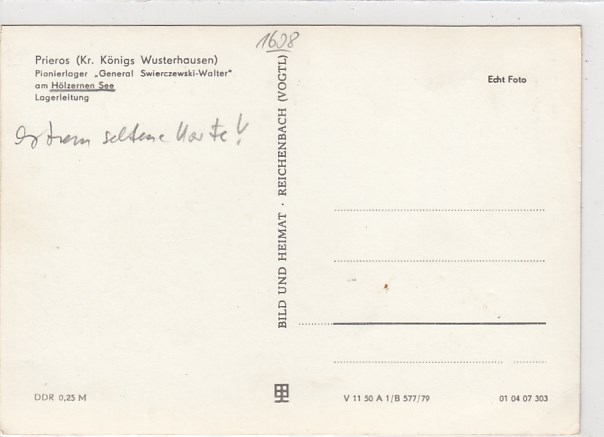 1608
Prieros (Kr. Königs Wusterhausen)
Pionierlager „General Swierczewski-Walter"
am Hölzernen See
Lagerleitung
Extrem seltene Karte!
Echt Foto
BILD UND HEIMAT · REICHENBACH (VOGTL)
DDR 0,25 M
V 11 50 A 1/B 577/79
01 04 07 303